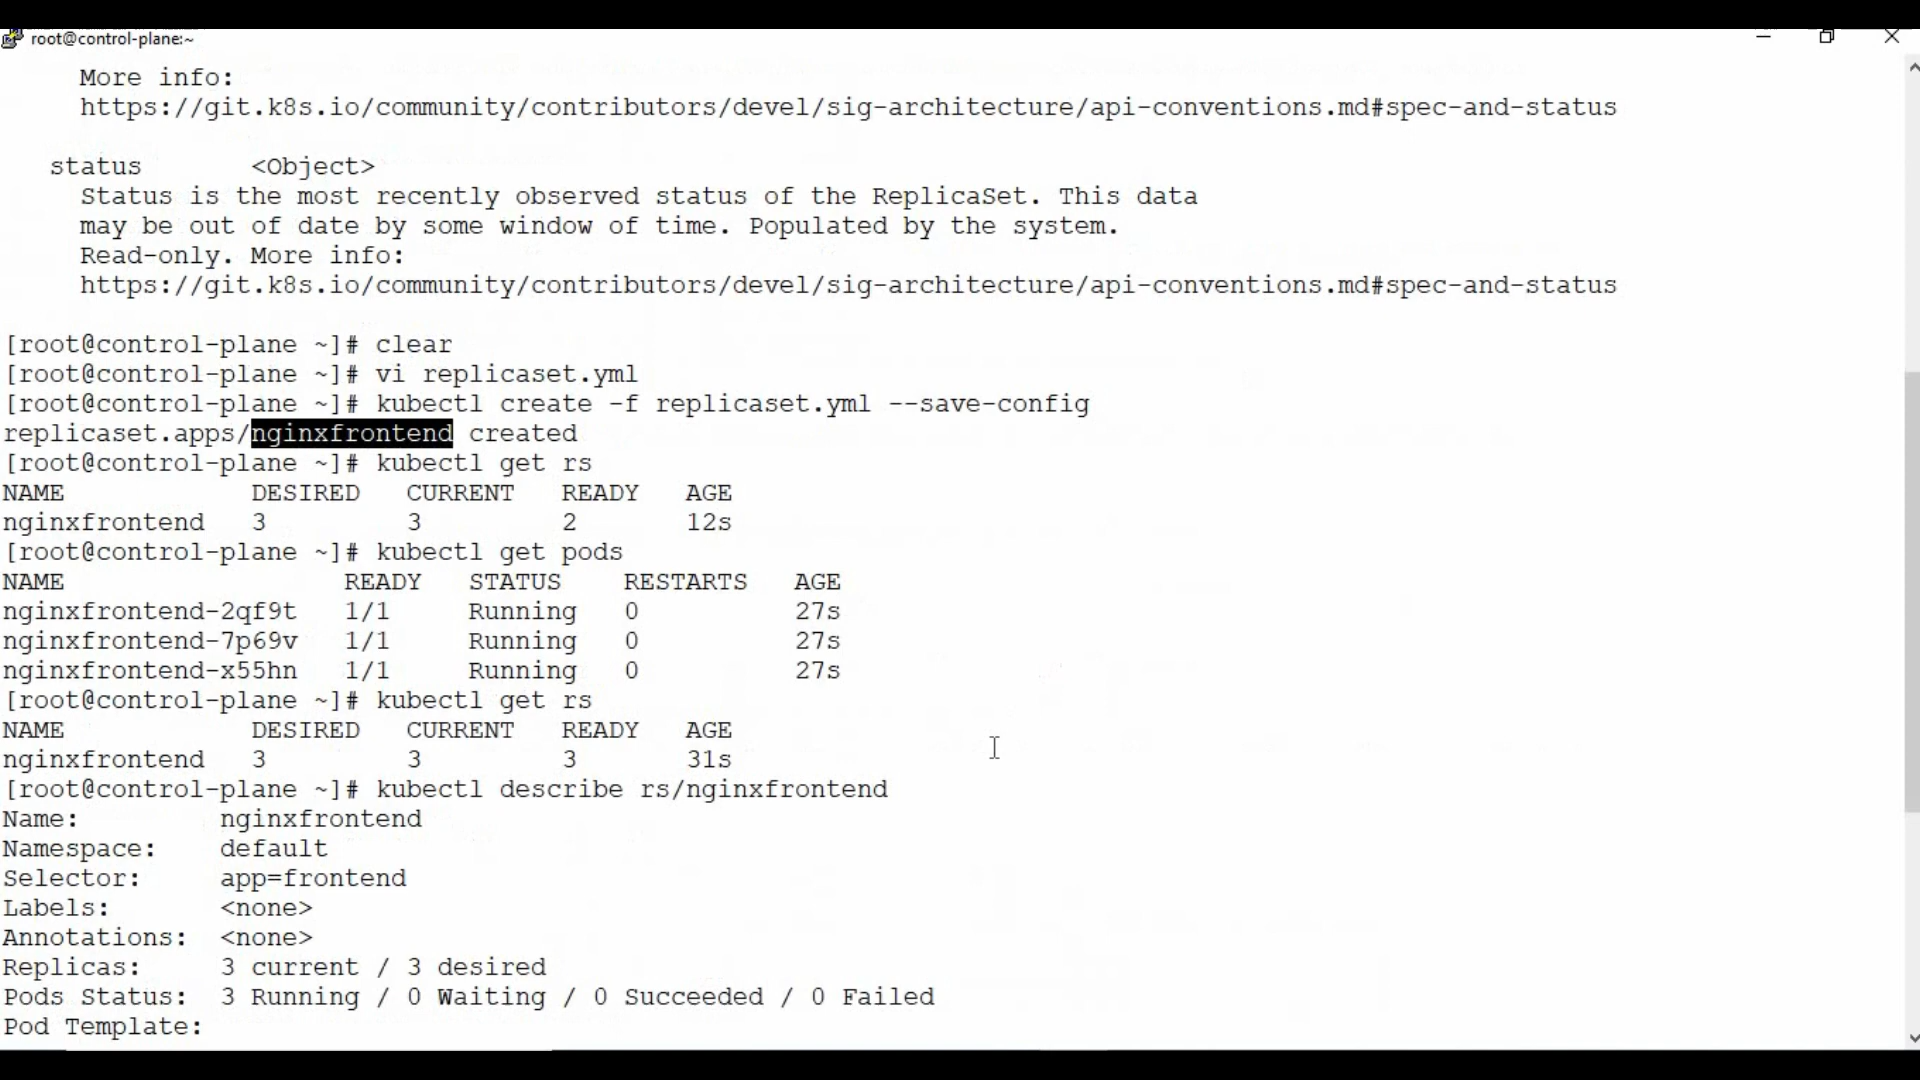 root@control-plane:~
More info:
https://git.k8s.io/community/contributors/devel/sig-architecture/api-conventions.md#spec-and-status
status <Object>
Status is the most recently observed status of the ReplicaSet. This data
may be out of date by some window of time. Populated by the system.
Read-only. More info:
https://git.k8s.io/community/contributors/devel/sig-architecture/api-conventions.md#spec-and-status
[root@control-plane ~]# clear
[root@control-plane ~]# vi replicaset.yml
[root@control-plane ~]# kubectl create -f replicaset.yml --save-config
replicaset.apps/nginxfrontend created
[root@control-plane ~]# kubectl get rs
NAME DESIRED CURRENT READY AGE
nginxfrontend 3 3 2 12s
[root@control-plane ~]# kubectl get pods
NAME READY STATUS RESTARTS AGE
nginxfrontend-2qf9t 1/1 Running 0 27s
nginxfrontend-7p69v 1/1 Running 0 27s
nginxfrontend-x55hn 1/1 Running 0 27s
[root@control-plane ~]# kubectl get rs
NAME DESIRED CURRENT READY AGE
nginxfrontend 3 3 3 31s
[root@control-plane ~]# kubectl describe rs/nginxfrontend
Name: nginxfrontend
Namespace: default
Selector: app=frontend
Labels: <none>
Annotations: <none>
Replicas: 3 current / 3 desired
Pods Status: 3 Running / 0 Waiting / 0 Succeeded / 0 Failed
Pod Template: